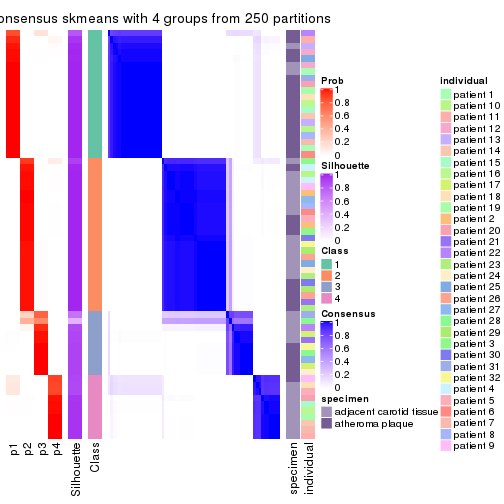 onsensus skmeans with 4 groups from 250 partitions
Prob
1
0.8
0.6
0.4
0.2
0
Silhouette
1
0.8
0.6
0.4
0.2
0
Class
1
2
3
4
Consensus
1
0.8
0.6
0.4
0.2
0
specimen
adjacent carotid tissue
atheroma plaque
individual
patient 1
patient 10
patient 11
patient 12
patient 13
patient 14
patient 15
patient 16
patient 17
patient 18
patient 19
patient 2
patient 20
patient 21
patient 22
patient 23
patient 24
patient 25
patient 26
patient 27
patient 28
patient 29
patient 3
patient 30
patient 31
patient 32
patient 4
patient 5
patient 6
patient 7
patient 8
patient 9
p1
p2
p3
p4
Silhouette
Class
specimen
individual